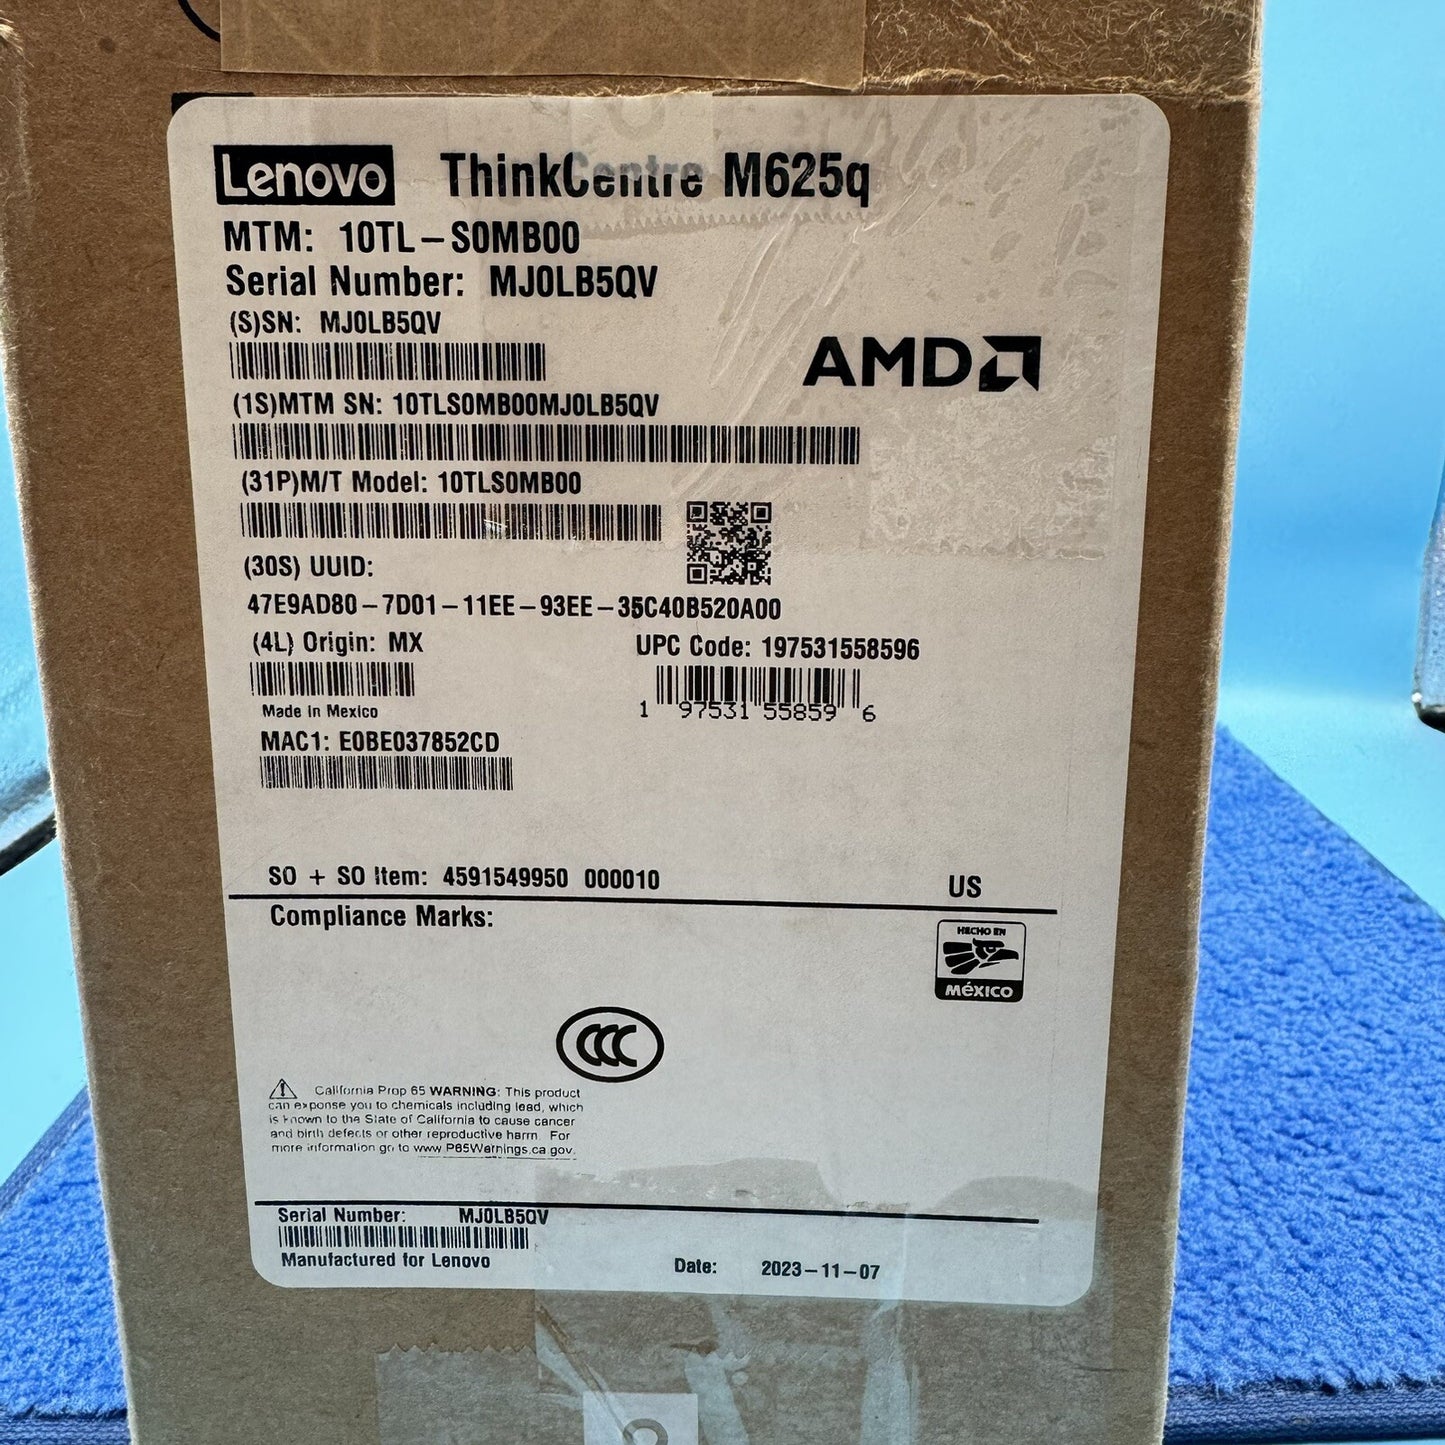 Lenovo ThinkCentre M625q
MTM: 10TL-S0MB00
Serial Number: MJ0LB5QV
(S)SN: MJ0LB5QV
AMD
(1S)MTM SN: 10TLS0MB00MJ0LB5QV
(31P)M/T Model: 10TLS0MB00
(30S) UUID:
47E9AD80-7D01-11EE-93EE-35C40B520A00
(4L) Origin: MX
UPC Code: 197531558596
1 97531 55859 6
Made in Mexico
MAC1: E0BE037852CD
SO + SO Item: 4591549950 000010
US
Compliance Marks:
HECHO EN
MéXICO
CCC
California Prop 65 WARNING: This product
can exponse you to chemicals including lead, which
is known to the State of California to cause cancer
and birth defects or other reproductive harm. For
more information go to www.P65Warnings.ca.gov.
Serial Number: MJ0LB5QV
Manufactured for Lenovo
Date: 2023-11-07